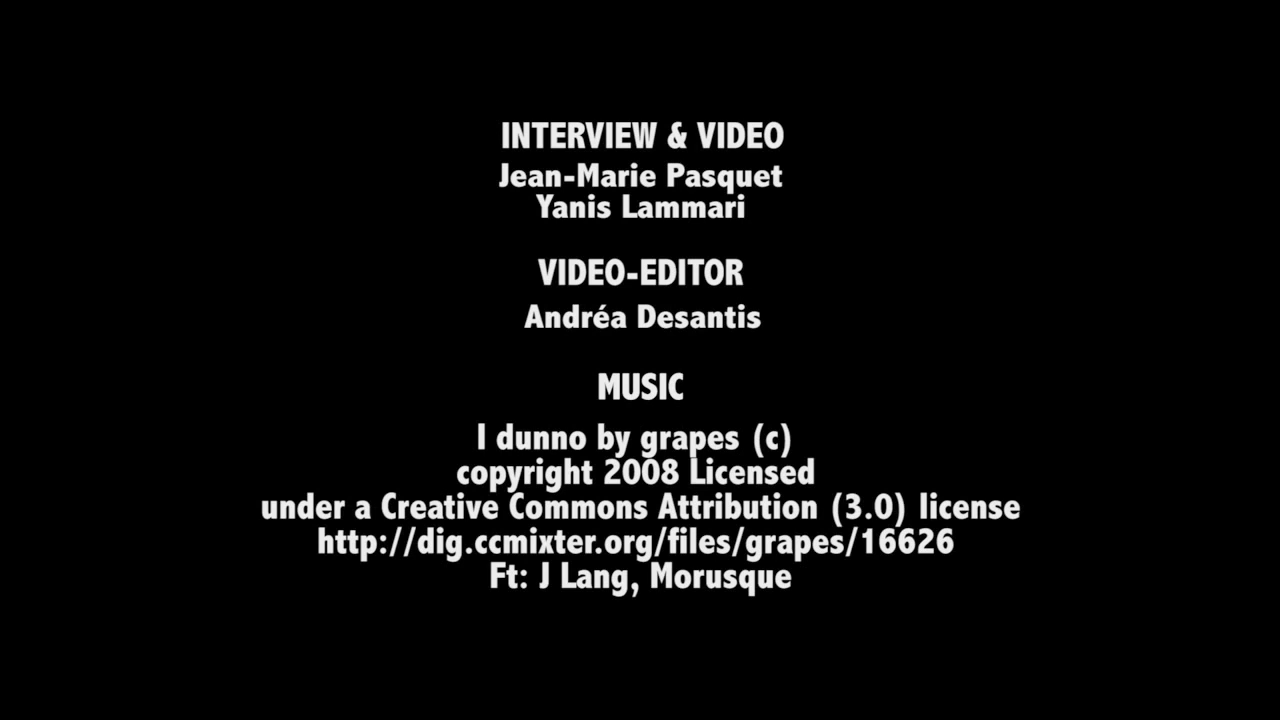 INTERVIEW & VIDEO
Jean-Marie Pasquet
Yanis Lammari
VIDEO-EDITOR
Andréa Desantis
MUSIC
I dunno by grapes (c)
copyright 2008 Licensed
under a Creative Commons Attribution (3.0) license
http://dig.ccmixter.org/files/grapes/16626
Ft: J Lang, Morusque